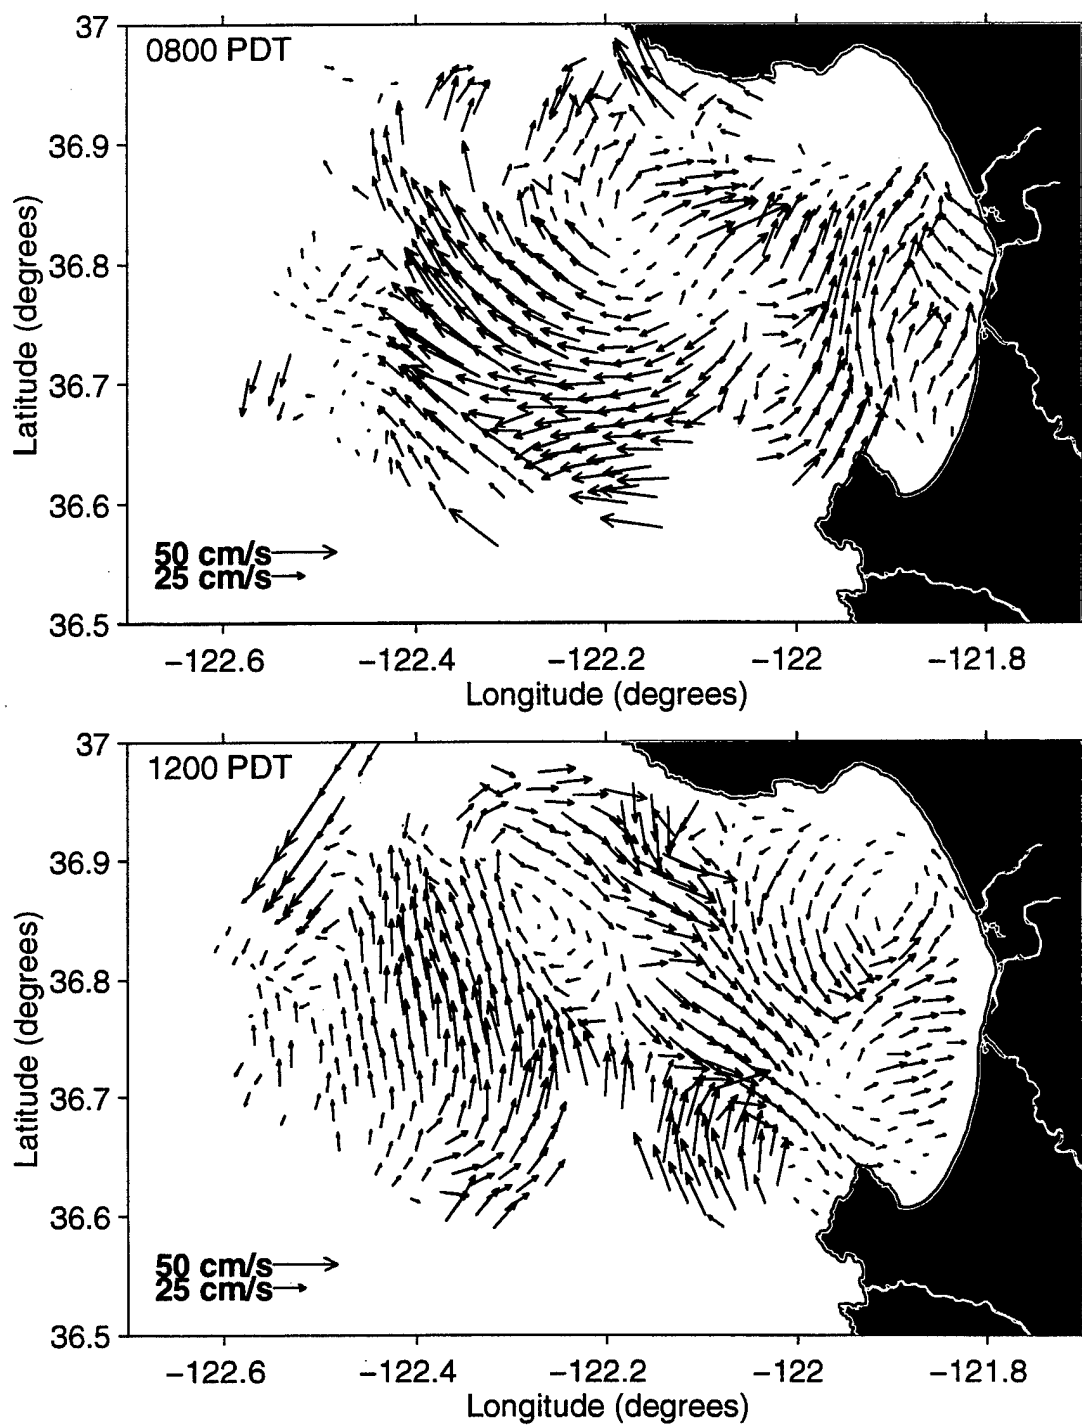 37
0800 PDT
36.9
36.8
36.7
36.6
36.5
Latitude (degrees)
50 cm/s
25 cm/s
−122.6
−122.4
−122.2
−122
−121.8
Longitude (degrees)
37
1200 PDT
36.9
36.8
36.7
36.6
36.5
Latitude (degrees)
50 cm/s
25 cm/s
−122.6
−122.4
−122.2
−122
−121.8
Longitude (degrees)